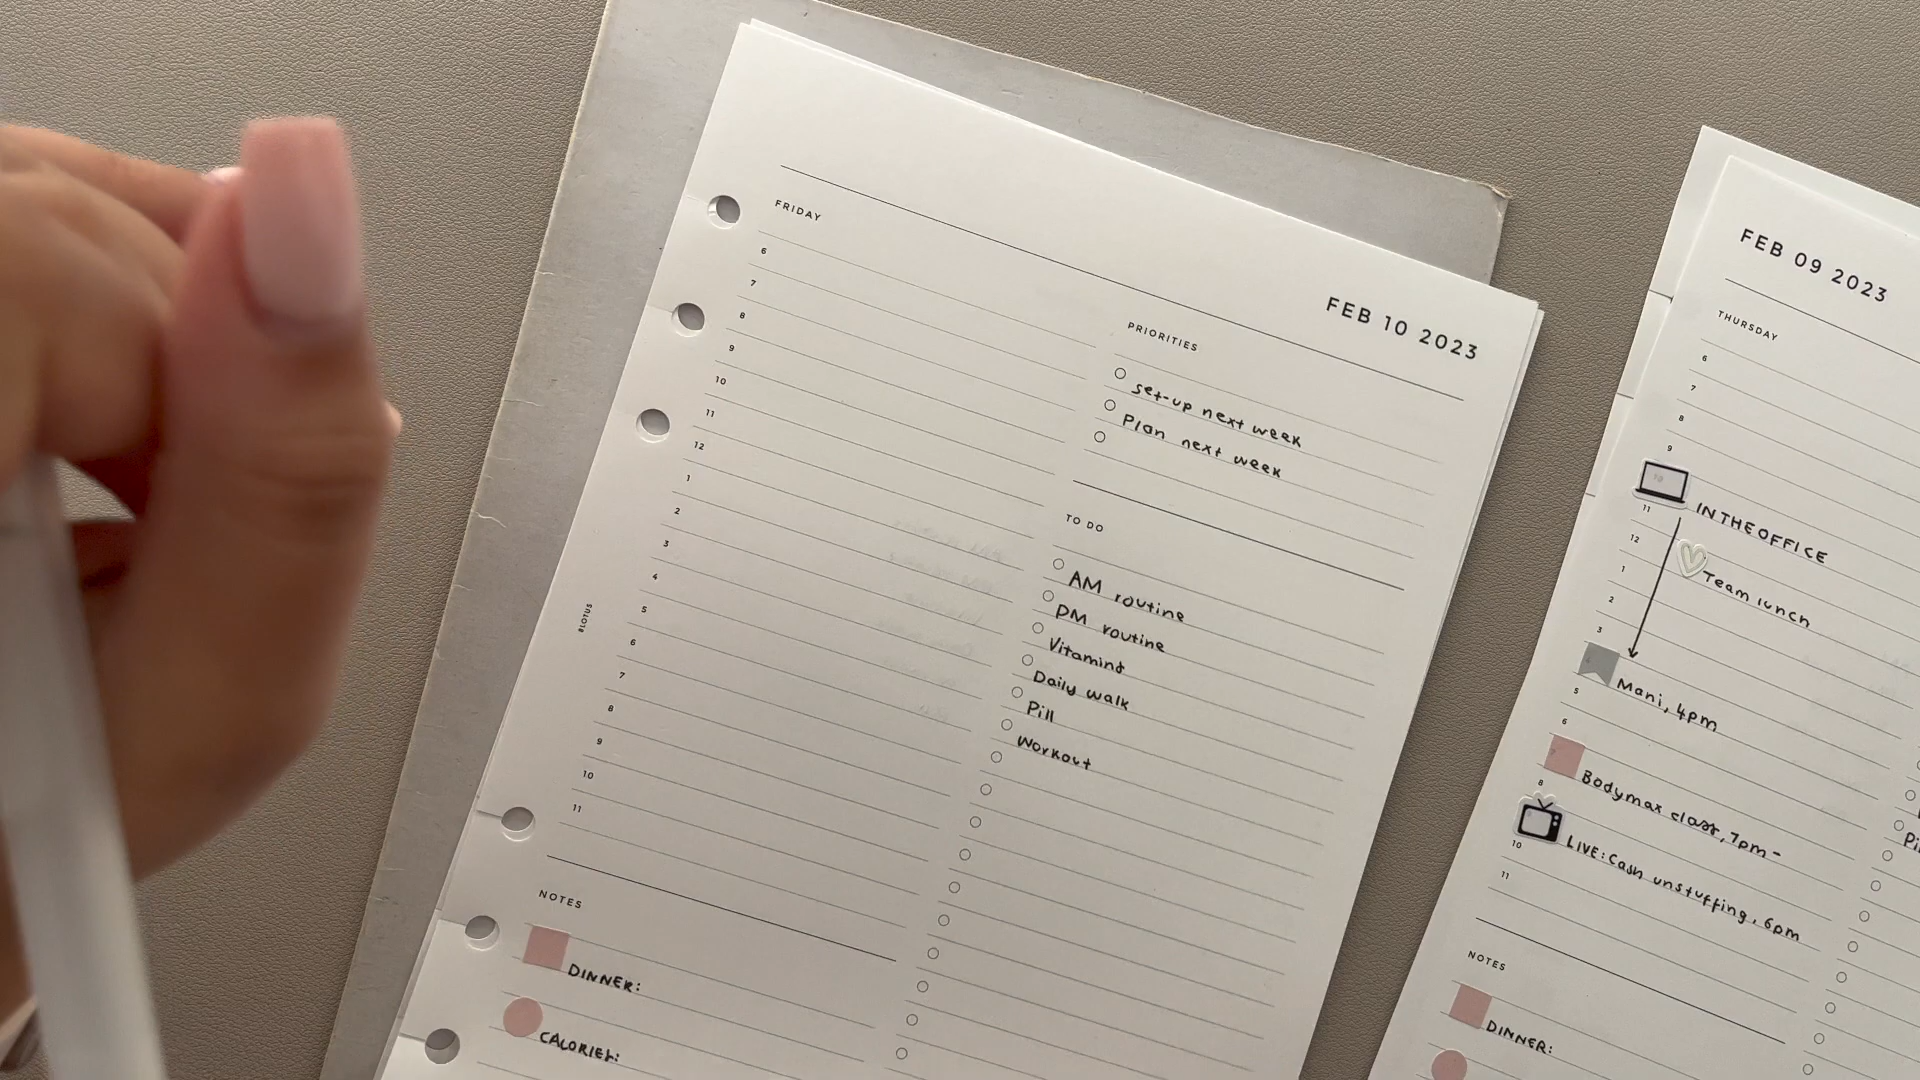 FRIDAY
6
7
8
9
10
11
12
1
2
3
4
5
6
7
8
9
10
11
FEB 10 2023
PRIORITIES
set-up next week
Plan next week
TO DO
AM routine
PM routine
Vitamins
Daily walk
Pill
Workout
NOTES
DINNER:
CALORIES:
FEB 09 2023
THURSDAY
6
7
8
9
11
IN THE OFFICE
12
1
Team lunch
2
3
Mani, 4pm
5
6
Bodymax class, 7pm -
8
LIVE: Cash unstuffing, 6pm
10
11
NOTES
DINNER: